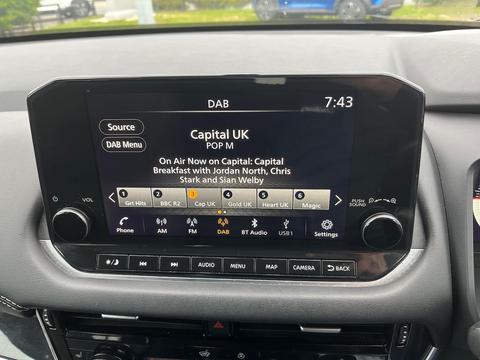 DAB
7:43
Source
DAB Menu
Capital UK
POP M
On Air Now on Capital: Capital
Breakfast with Jordan North, Chris
Stark and Sian Welby
1 2 3 4 5 6
Grt Hits BBC R2 Cap UK Gold UK Heart UK Magic
VOL
PUSH
SOUND
Phone AM FM DAB BT Audio USB1 Settings
AUDIO MENU MAP CAMERA BACK